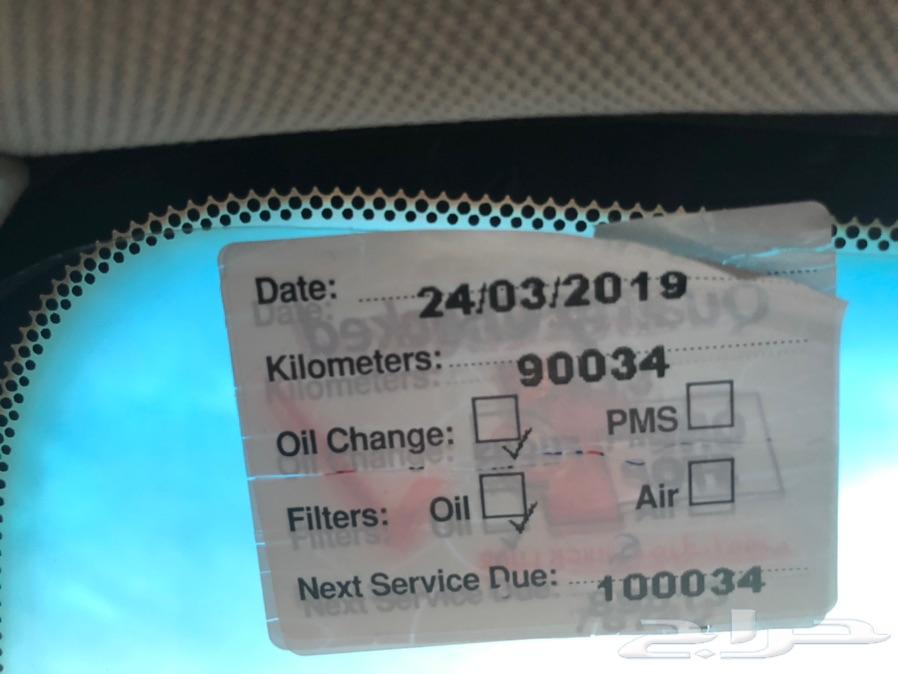 Date: 24/03/2019
Kilometers: 90034
Oil Change: PMS
Filters: Oil Air
Next Service Due: 100034
حراج